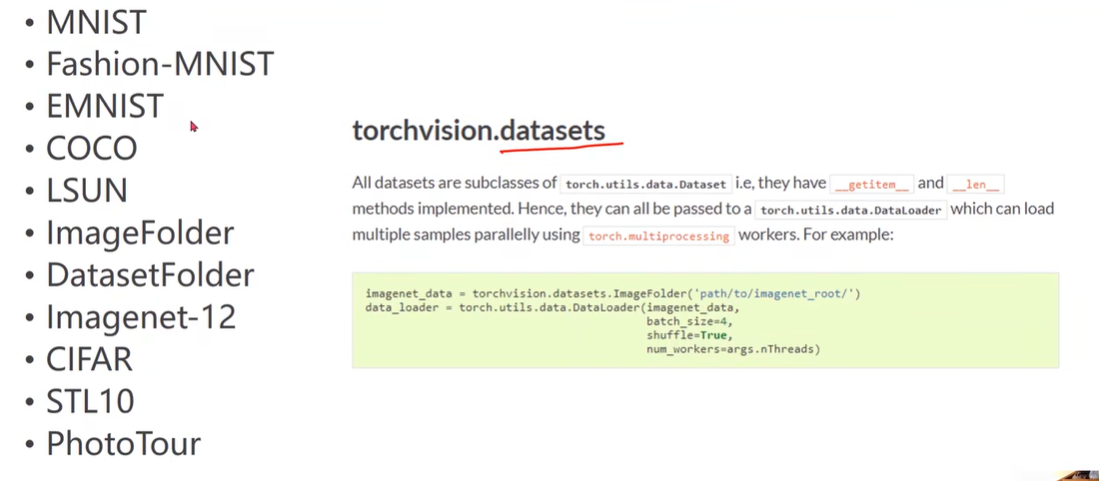 • MNIST
• Fashion-MNIST
• EMNIST
• COCO
• LSUN
• ImageFolder
• DatasetFolder
• Imagenet-12
• CIFAR
• STL10
• PhotoTour
torchvision.datasets
All datasets are subclasses of torch.utils.data.Dataset i.e, they have __getitem__ and __len__
methods implemented. Hence, they can all be passed to a torch.utils.data.DataLoader which can load
multiple samples parallelly using torch.multiprocessing workers. For example:
imagenet_data = torchvision.datasets.ImageFolder('path/to/imagenet_root/')
data_loader = torch.utils.data.DataLoader(imagenet_data,
batch_size=4,
shuffle=True,
num_workers=args.nThreads)